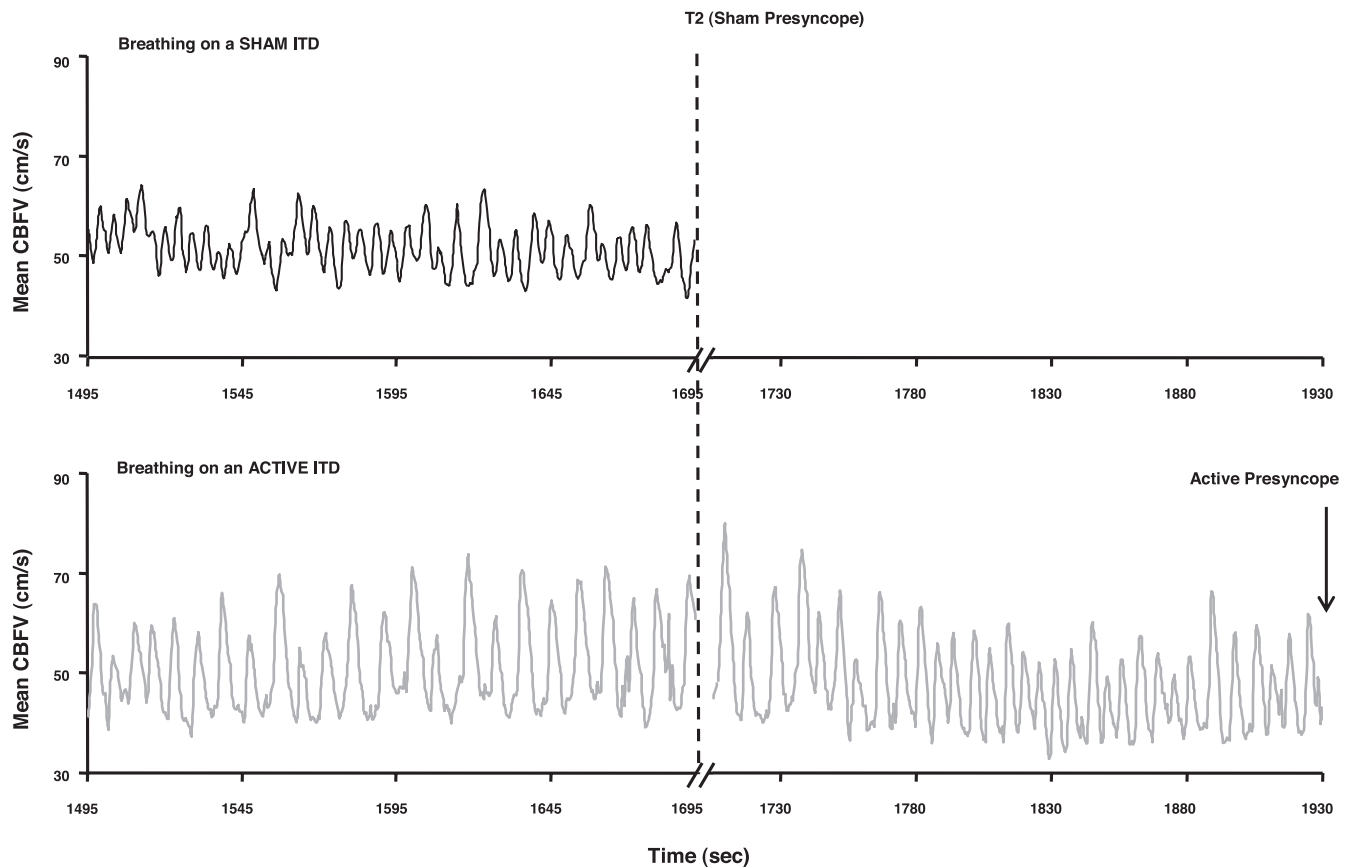 T2 (Sham Presyncope)
Breathing on a SHAM ITD
Mean CBFV (cm/s)
90
70
50
30
1495 1545 1595 1645 1695 1730 1780 1830 1880 1930
Breathing on an ACTIVE ITD
Active Presyncope
Mean CBFV (cm/s)
90
70
50
30
1495 1545 1595 1645 1695 1730 1780 1830 1880 1930
Time (sec)